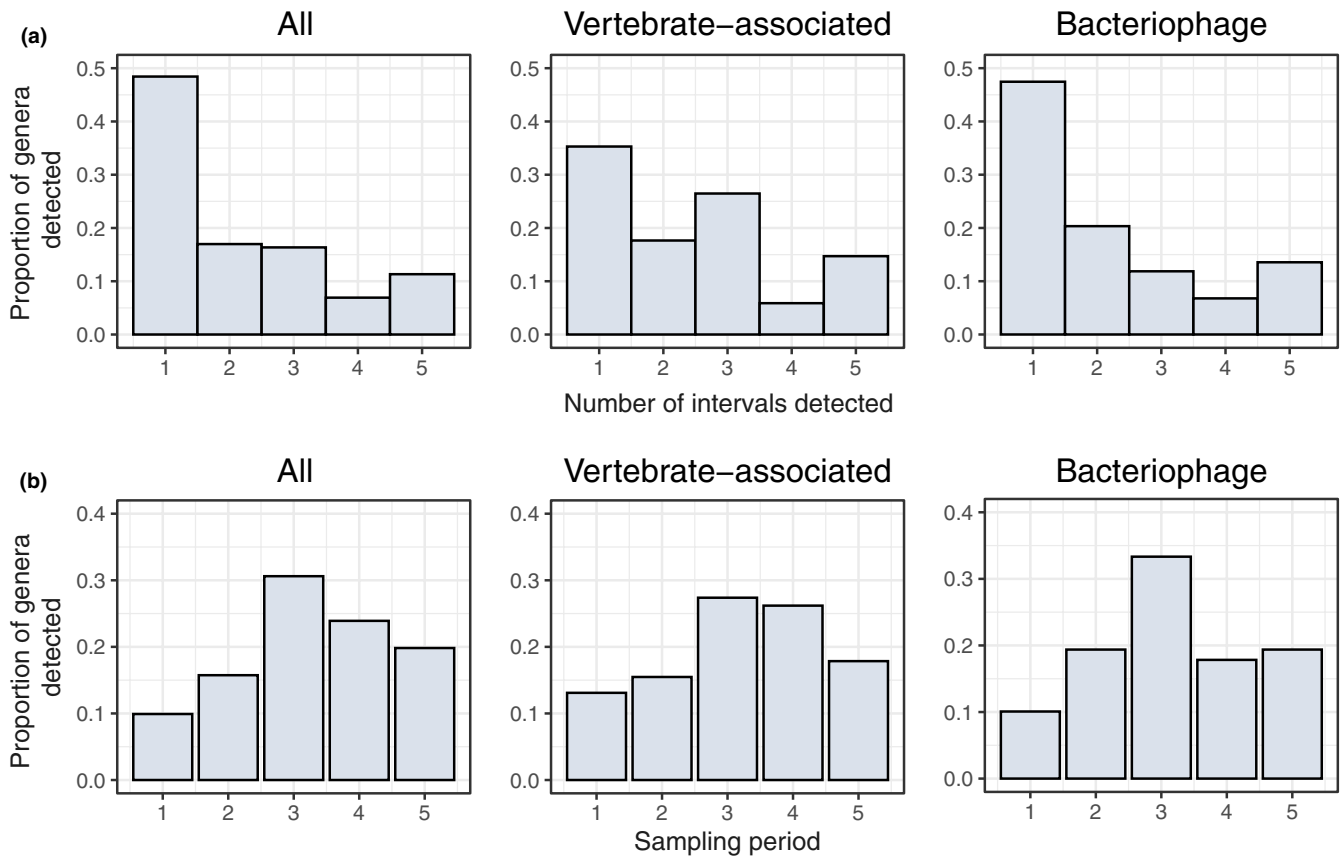 (a)
All
Vertebrate–associated
Bacteriophage
Proportion of genera
detected
0.5
0.4
0.3
0.2
0.1
0.0
1 2 3 4 5
0.5
0.4
0.3
0.2
0.1
0.0
1 2 3 4 5
0.5
0.4
0.3
0.2
0.1
0.0
1 2 3 4 5
Number of intervals detected
(b)
All
Vertebrate–associated
Bacteriophage
Proportion of genera
detected
0.4
0.3
0.2
0.1
0.0
1 2 3 4 5
0.4
0.3
0.2
0.1
0.0
1 2 3 4 5
0.4
0.3
0.2
0.1
0.0
1 2 3 4 5
Sampling period